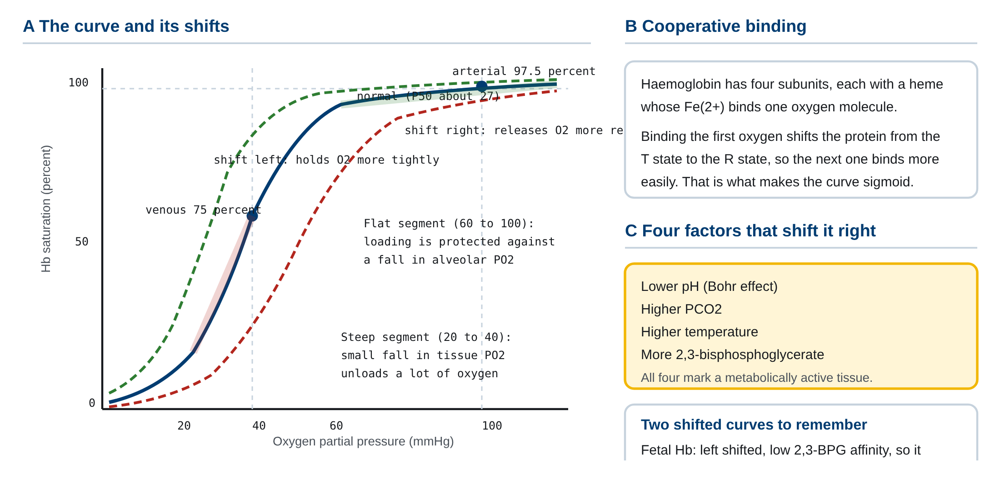 A The curve and its shifts
100
50
0
Hb saturation (percent)
arterial 97.5 percent
normal (P50 about 27)
shift right: releases O2 more re
shift left: holds O2 more tightly
venous 75 percent
Flat segment (60 to 100):
loading is protected against
a fall in alveolar PO2
Steep segment (20 to 40):
small fall in tissue PO2
unloads a lot of oxygen
20 40 60 100
Oxygen partial pressure (mmHg)
B Cooperative binding
Haemoglobin has four subunits, each with a heme
whose Fe(2+) binds one oxygen molecule.
Binding the first oxygen shifts the protein from the
T state to the R state, so the next one binds more
easily. That is what makes the curve sigmoid.
C Four factors that shift it right
Lower pH (Bohr effect)
Higher PCO2
Higher temperature
More 2,3-bisphosphoglycerate
All four mark a metabolically active tissue.
Two shifted curves to remember
Fetal Hb: left shifted, low 2,3-BPG affinity, so it